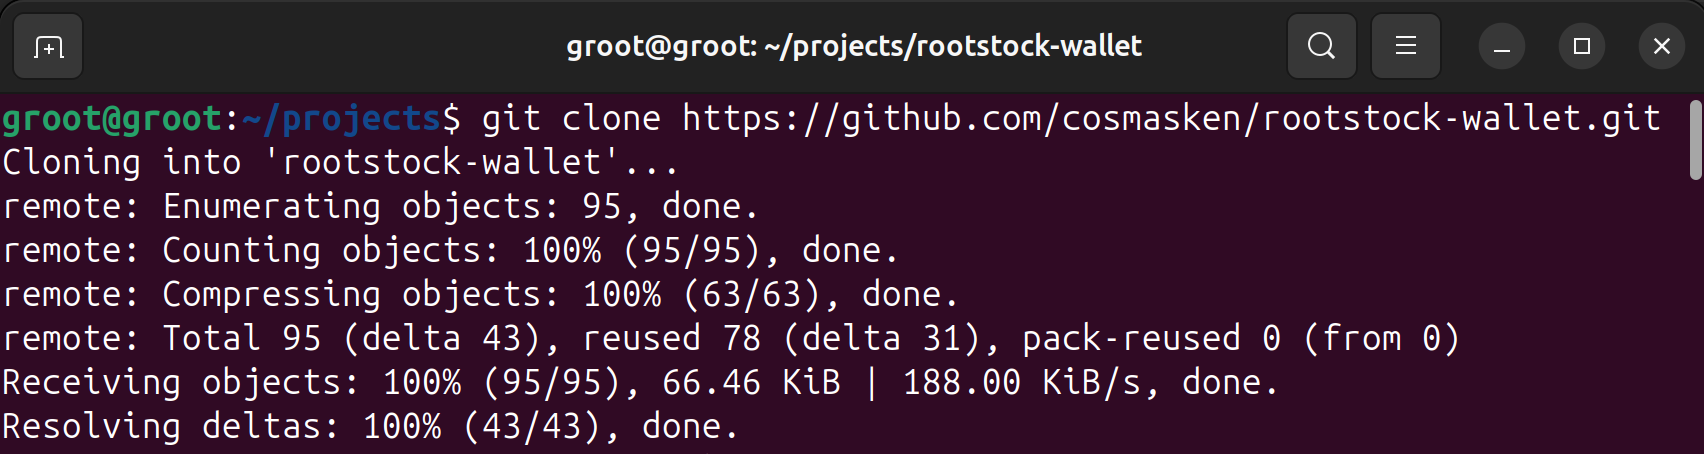 groot@groot: ~/projects/rootstock-wallet
groot@groot:~/projects$ git clone https://github.com/cosmasken/rootstock-wallet.git
Cloning into 'rootstock-wallet'...
remote: Enumerating objects: 95, done.
remote: Counting objects: 100% (95/95), done.
remote: Compressing objects: 100% (63/63), done.
remote: Total 95 (delta 43), reused 78 (delta 31), pack-reused 0 (from 0)
Receiving objects: 100% (95/95), 66.46 KiB | 188.00 KiB/s, done.
Resolving deltas: 100% (43/43), done.